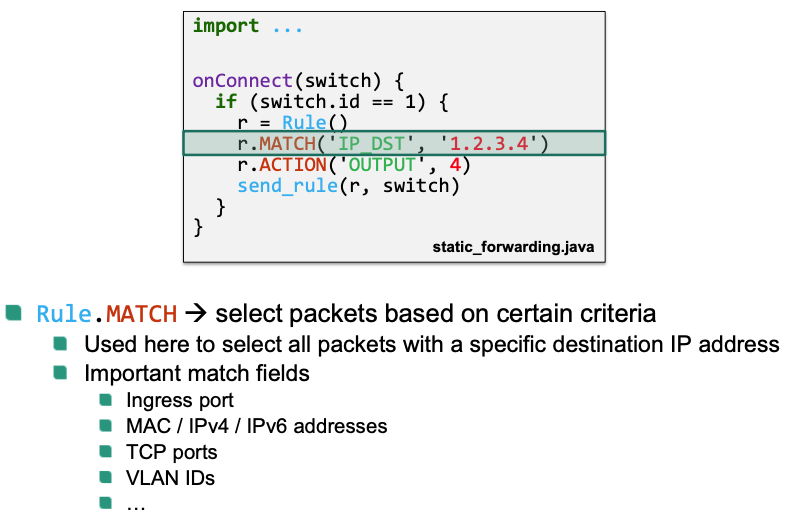 import ...
onConnect(switch) {
if (switch.id == 1) {
r = Rule()
r.MATCH('IP_DST', '1.2.3.4')
r.ACTION('OUTPUT', 4)
send_rule(r, switch)
}
}
static_forwarding.java
Rule.MATCH → select packets based on certain criteria
Used here to select all packets with a specific destination IP address
Important match fields
Ingress port
MAC / IPv4 / IPv6 addresses
TCP ports
VLAN IDs
...